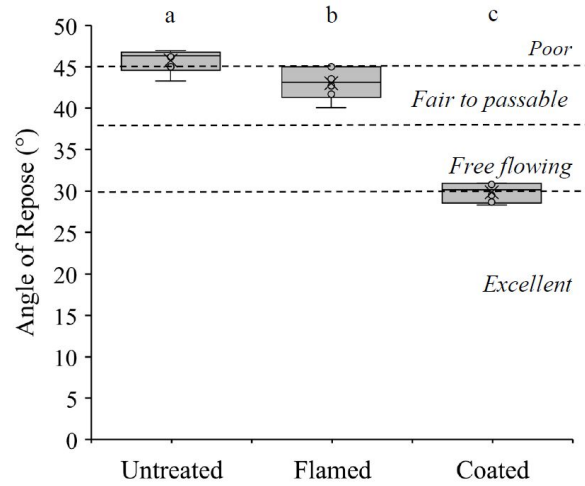 a b c
50
Poor
45
Fair to passable
40
35
Free flowing
30
25
Excellent
20
15
10
5
0
Angle of Repose (°)
Untreated Flamed Coated